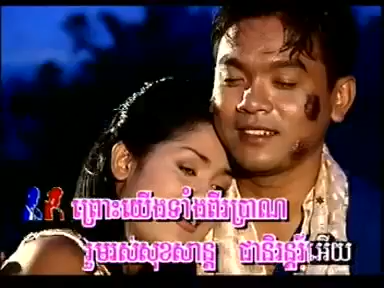 ព្រោះយើងទាំងពីរប្រាណ
រួមរស់សុខសាន្ត ជានិរន្តរ៍អើយ